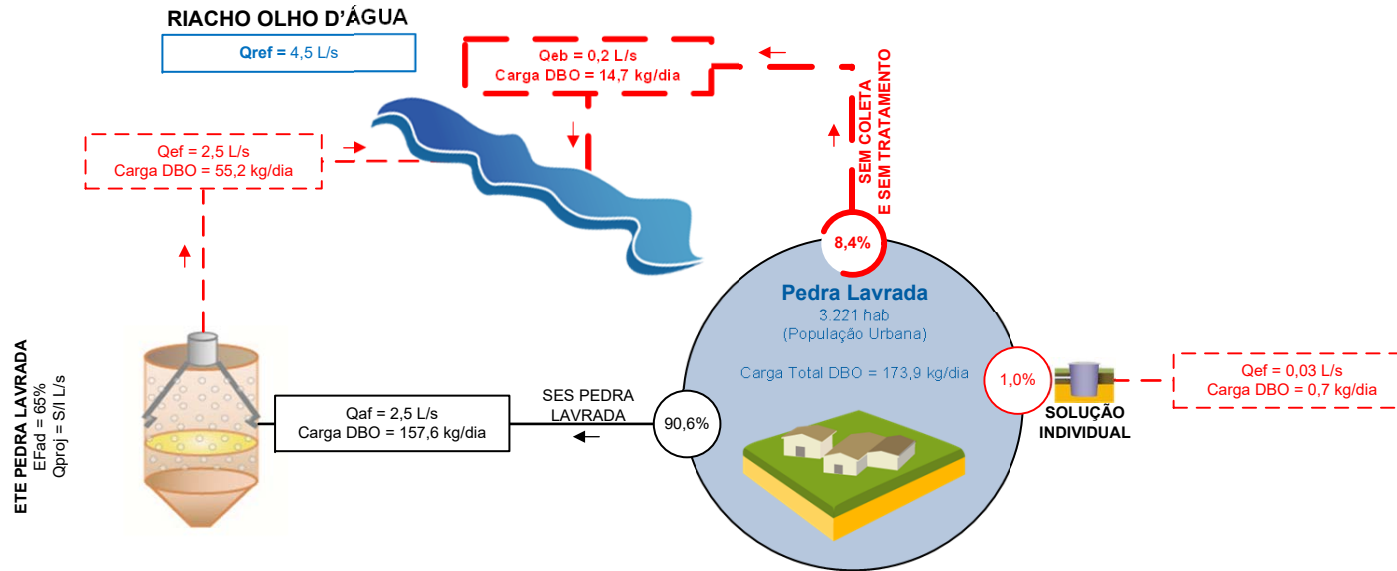 RIACHO OLHO D'ÁGUA
Qref = 4,5 L/s
Qeb = 0,2 L/s
Carga DBO = 14,7 kg/dia
SEM COLETA
E SEM TRATAMENTO
Qef = 2,5 L/s
Carga DBO = 55,2 kg/dia
8,4%
Pedra Lavrada
3.221 hab
(População Urbana)
Carga Total DBO = 173,9 kg/dia
1,0%
SOLUÇÃO
INDIVIDUAL
Qef = 0,03 L/s
Carga DBO = 0,7 kg/dia
90,6%
SES PEDRA
LAVRADA
Qaf = 2,5 L/s
Carga DBO = 157,6 kg/dia
ETE PEDRA LAVRADA
EFad = 65%
Qproj = S/I L/s